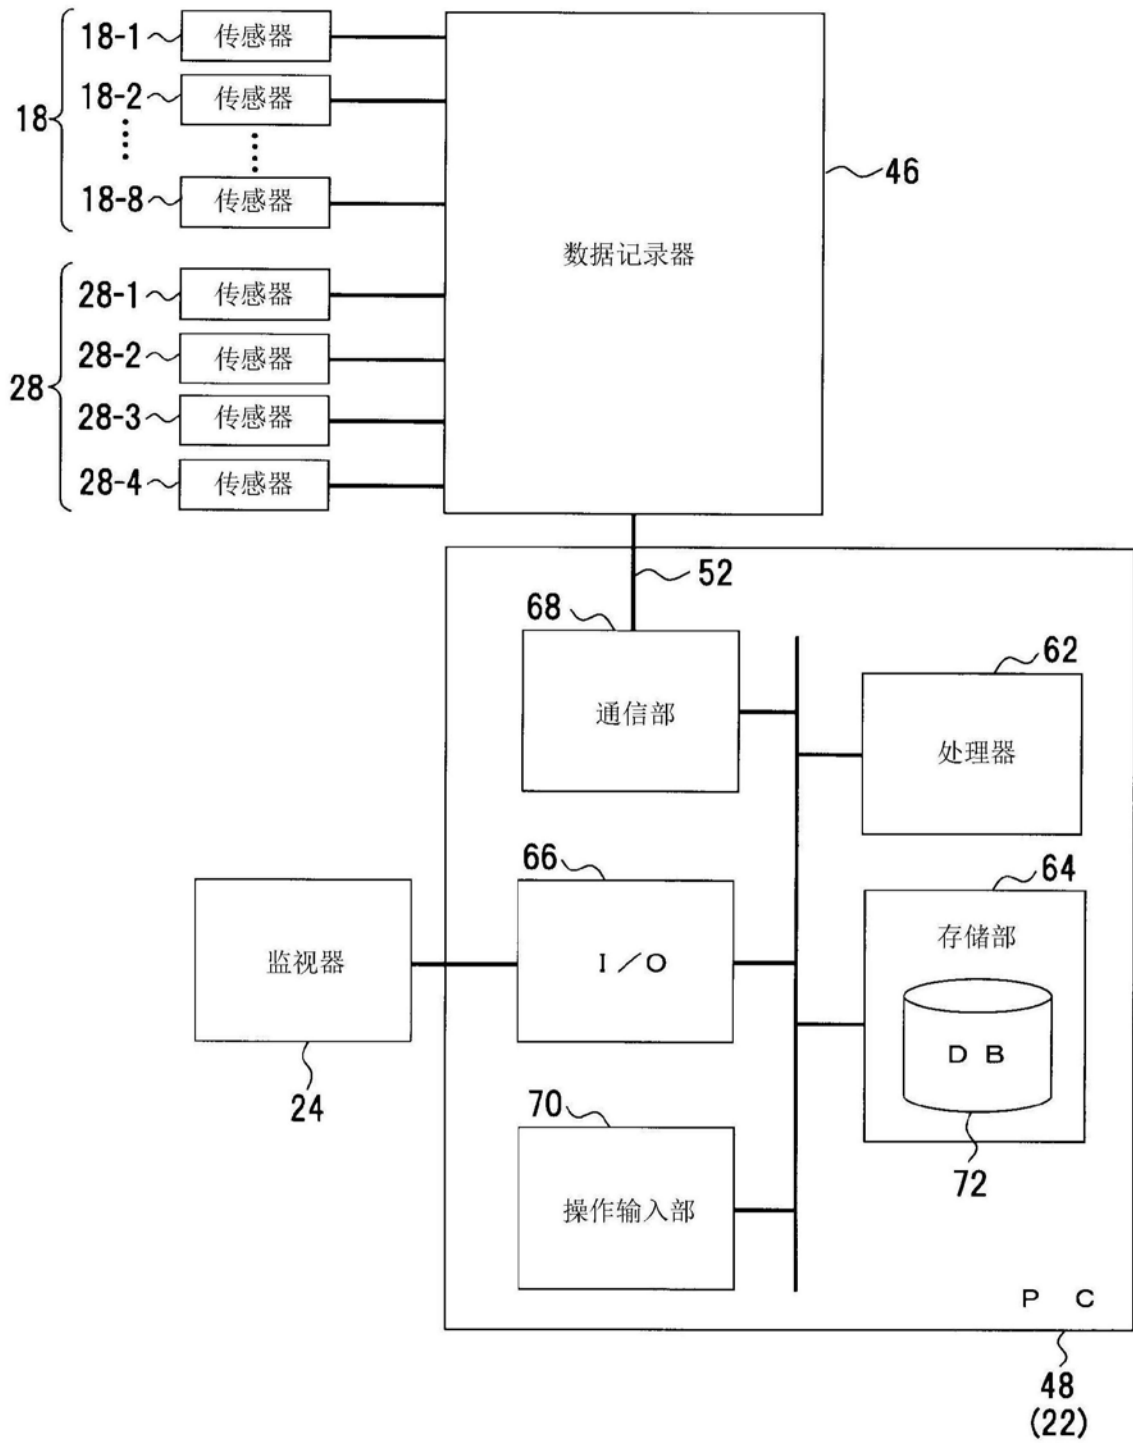 18-1 传感器
18-2 传感器
18
18-8 传感器
46
数据记录器
28-1 传感器
28-2 传感器
28
28-3 传感器
28-4 传感器
52
68
62
通信部
处理器
66
64
监视器
I/O
存储部
DB
24
70
72
操作输入部
PC
48
(22)